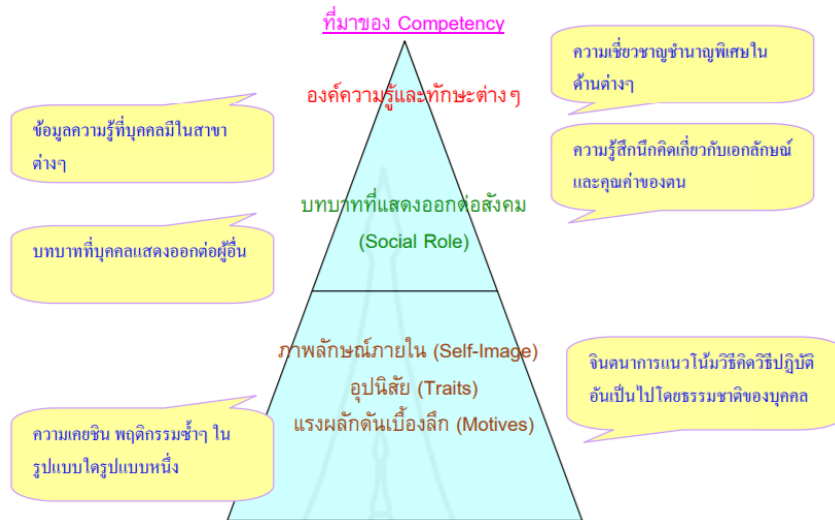 ที่มาของ Competency
องค์ความรู้และทักษะต่างๆ
ความเชี่ยวชาญชำนาญพิเศษใน
ด้านต่างๆ
ข้อมูลความรู้ที่บุคคลมีในสาขา
ต่างๆ
ความรู้สึกนึกคิดเกี่ยวกับเอกลักษณ์
และคุณค่าของตน
บทบาทที่แสดงออกต่อสังคม
(Social Role)
บทบาทที่บุคคลแสดงออกต่อผู้อื่น
ภาพลักษณ์ภายใน (Self-Image)
อุปนิสัย (Traits)
แรงผลักดันเบื้องลึก (Motives)
จินตนาการแนวโน้มวิธีคิดวิธีปฏิบัติ
อันเป็นไปโดยธรรมชาติของบุคคล
ความเคยชิน พฤติกรรมซ้ำๆ ใน
รูปแบบใดรูปแบบหนึ่ง